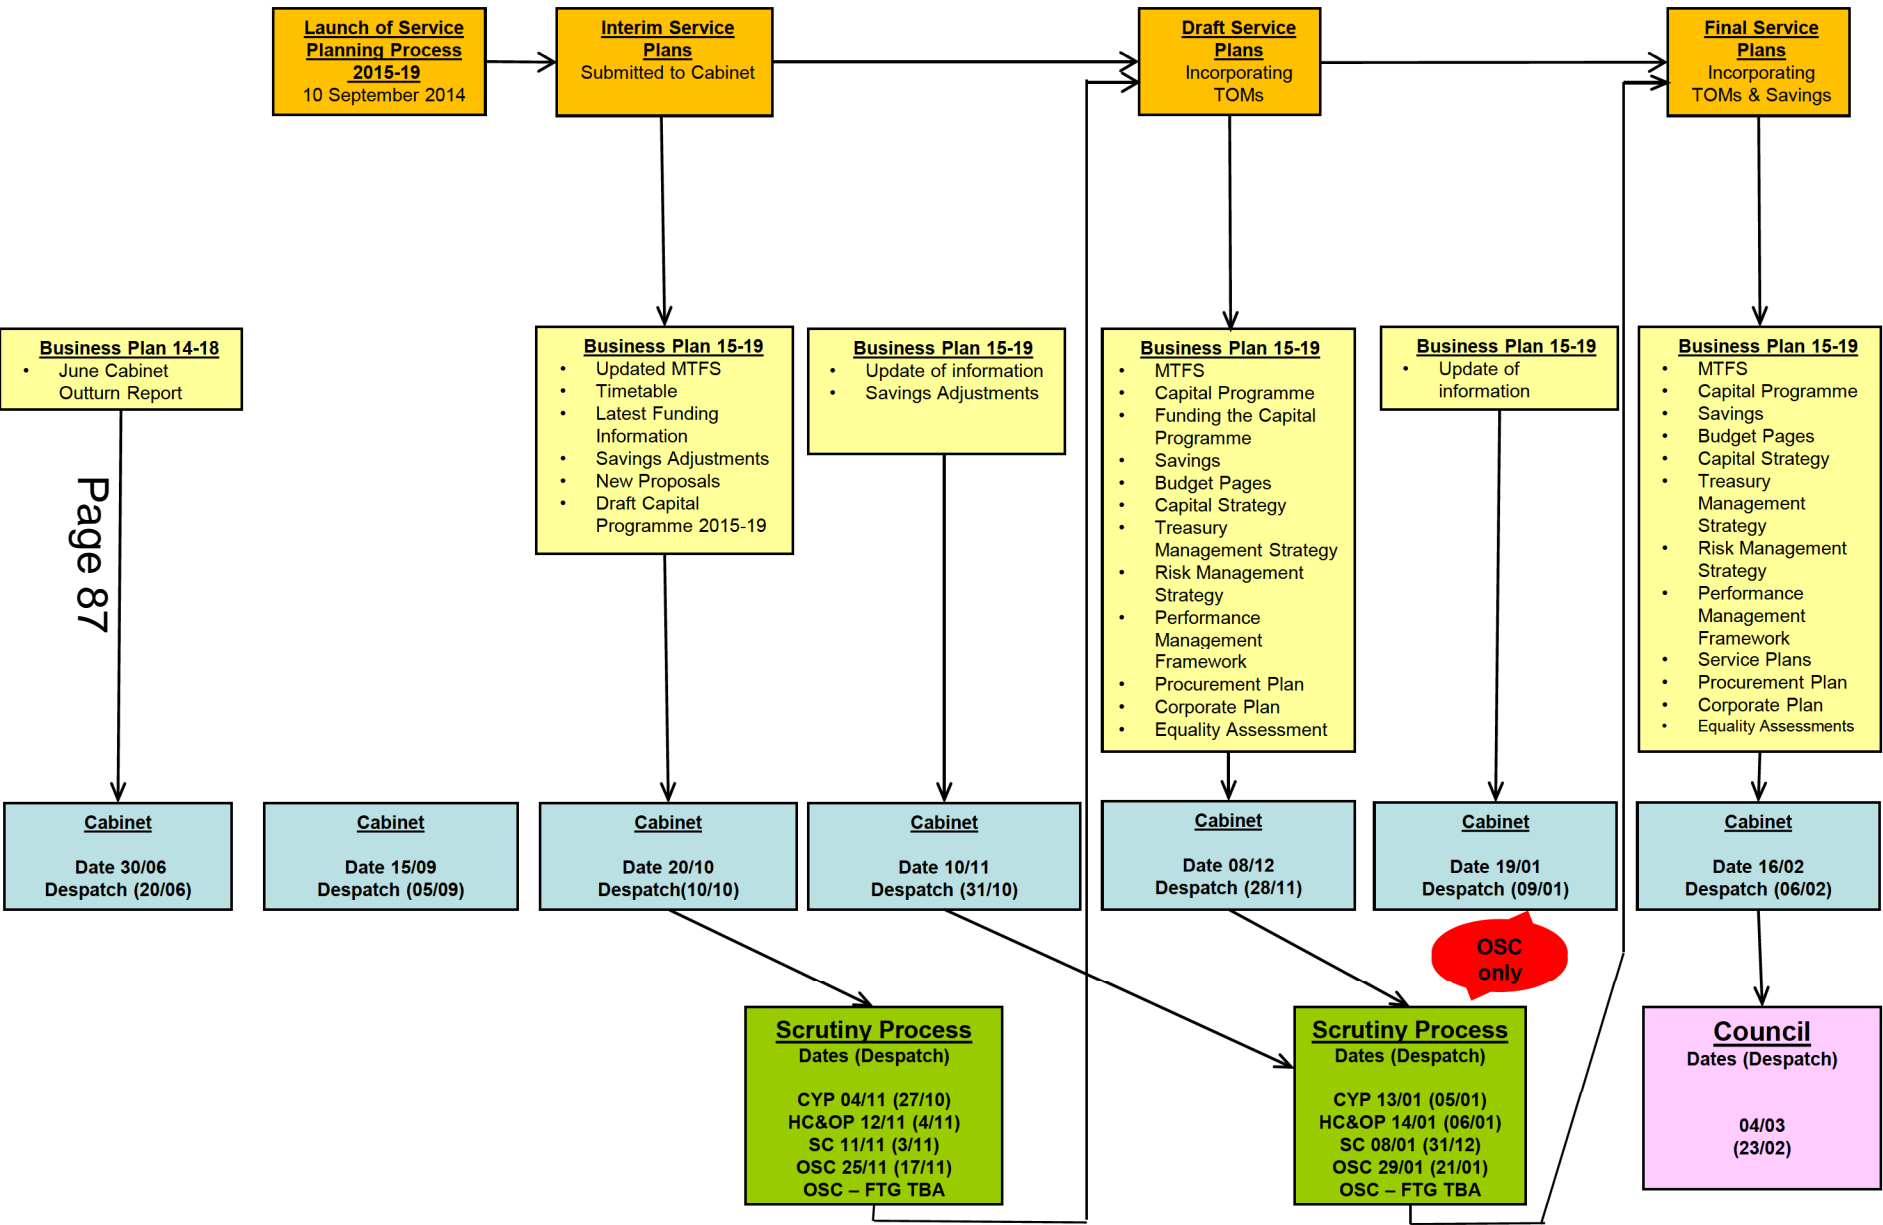 Launch of Service
Planning Process
2015-19
10 September 2014
Interim Service
Plans
Submitted to Cabinet
Draft Service
Plans
Incorporating
TOMs
Final Service
Plans
Incorporating
TOMs & Savings
Business Plan 14-18
• June Cabinet
Outturn Report
Business Plan 15-19
• Updated MTFS
• Timetable
• Latest Funding
Information
• Savings Adjustments
• New Proposals
• Draft Capital
Programme 2015-19
Business Plan 15-19
• Update of information
• Savings Adjustments
Business Plan 15-19
• MTFS
• Capital Programme
• Funding the Capital
Programme
• Savings
• Budget Pages
• Capital Strategy
• Treasury
Management Strategy
• Risk Management
Strategy
• Performance
Management
Framework
• Procurement Plan
• Corporate Plan
• Equality Assessment
Business Plan 15-19
• Update of
information
Business Plan 15-19
• MTFS
• Capital Programme
• Savings
• Budget Pages
• Capital Strategy
• Treasury
Management
Strategy
• Risk Management
Strategy
• Performance
Management
Framework
• Service Plans
• Procurement Plan
• Corporate Plan
• Equality Assessments
Page 87
Cabinet
Date 30/06
Despatch (20/06)
Cabinet
Date 15/09
Despatch (05/09)
Cabinet
Date 20/10
Despatch(10/10)
Cabinet
Date 10/11
Despatch (31/10)
Cabinet
Date 08/12
Despatch (28/11)
Cabinet
Date 19/01
Despatch (09/01)
Cabinet
Date 16/02
Despatch (06/02)
OSC
only
Scrutiny Process
Dates (Despatch)
CYP 04/11 (27/10)
HC&OP 12/11 (4/11)
SC 11/11 (3/11)
OSC 25/11 (17/11)
OSC – FTG TBA
Scrutiny Process
Dates (Despatch)
CYP 13/01 (05/01)
HC&OP 14/01 (06/01)
SC 08/01 (31/12)
OSC 29/01 (21/01)
OSC – FTG TBA
Council
Dates (Despatch)
04/03
(23/02)